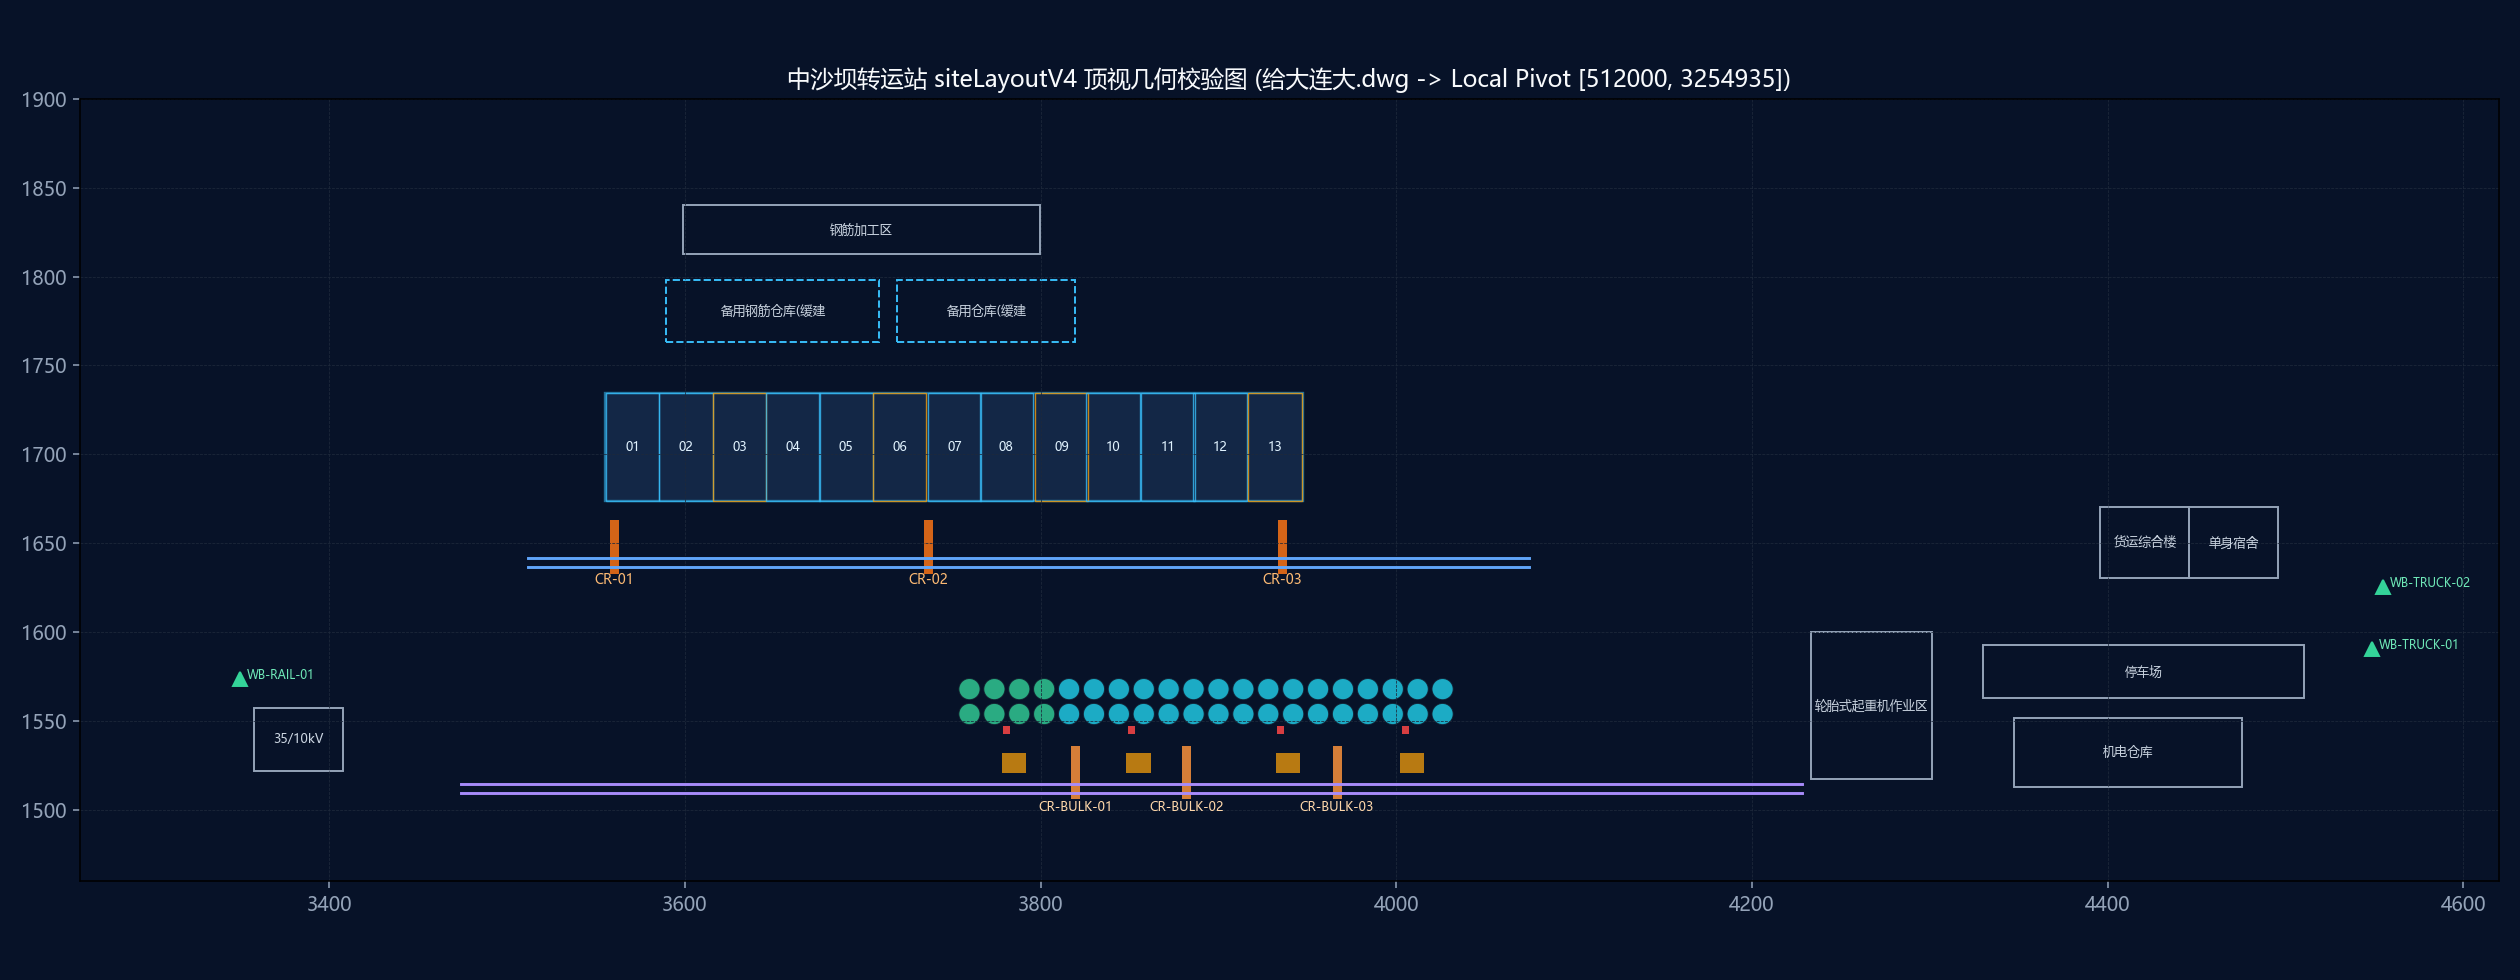 中沙坝转运站 siteLayoutV4 顶视几何校验图 (给大连大.dwg -> Local Pivot [512000, 3254935])
1900
1850
钢筋加工区
1800
备用钢筋仓库(缓建
备用仓库(缓建
1750
01 02 03 04 05 06 07 08 09 10 11 12 13
1700
1650
货运综合楼
单身宿舍
CR-01
CR-02
CR-03
WB-TRUCK-02
1600
WB-TRUCK-01
WB-RAIL-01
停车场
轮胎式起重机作业区
1550
35/10kV
机电仓库
CR-BULK-01
CR-BULK-02
CR-BULK-03
1500
3400 3600 3800 4000 4200 4400 4600